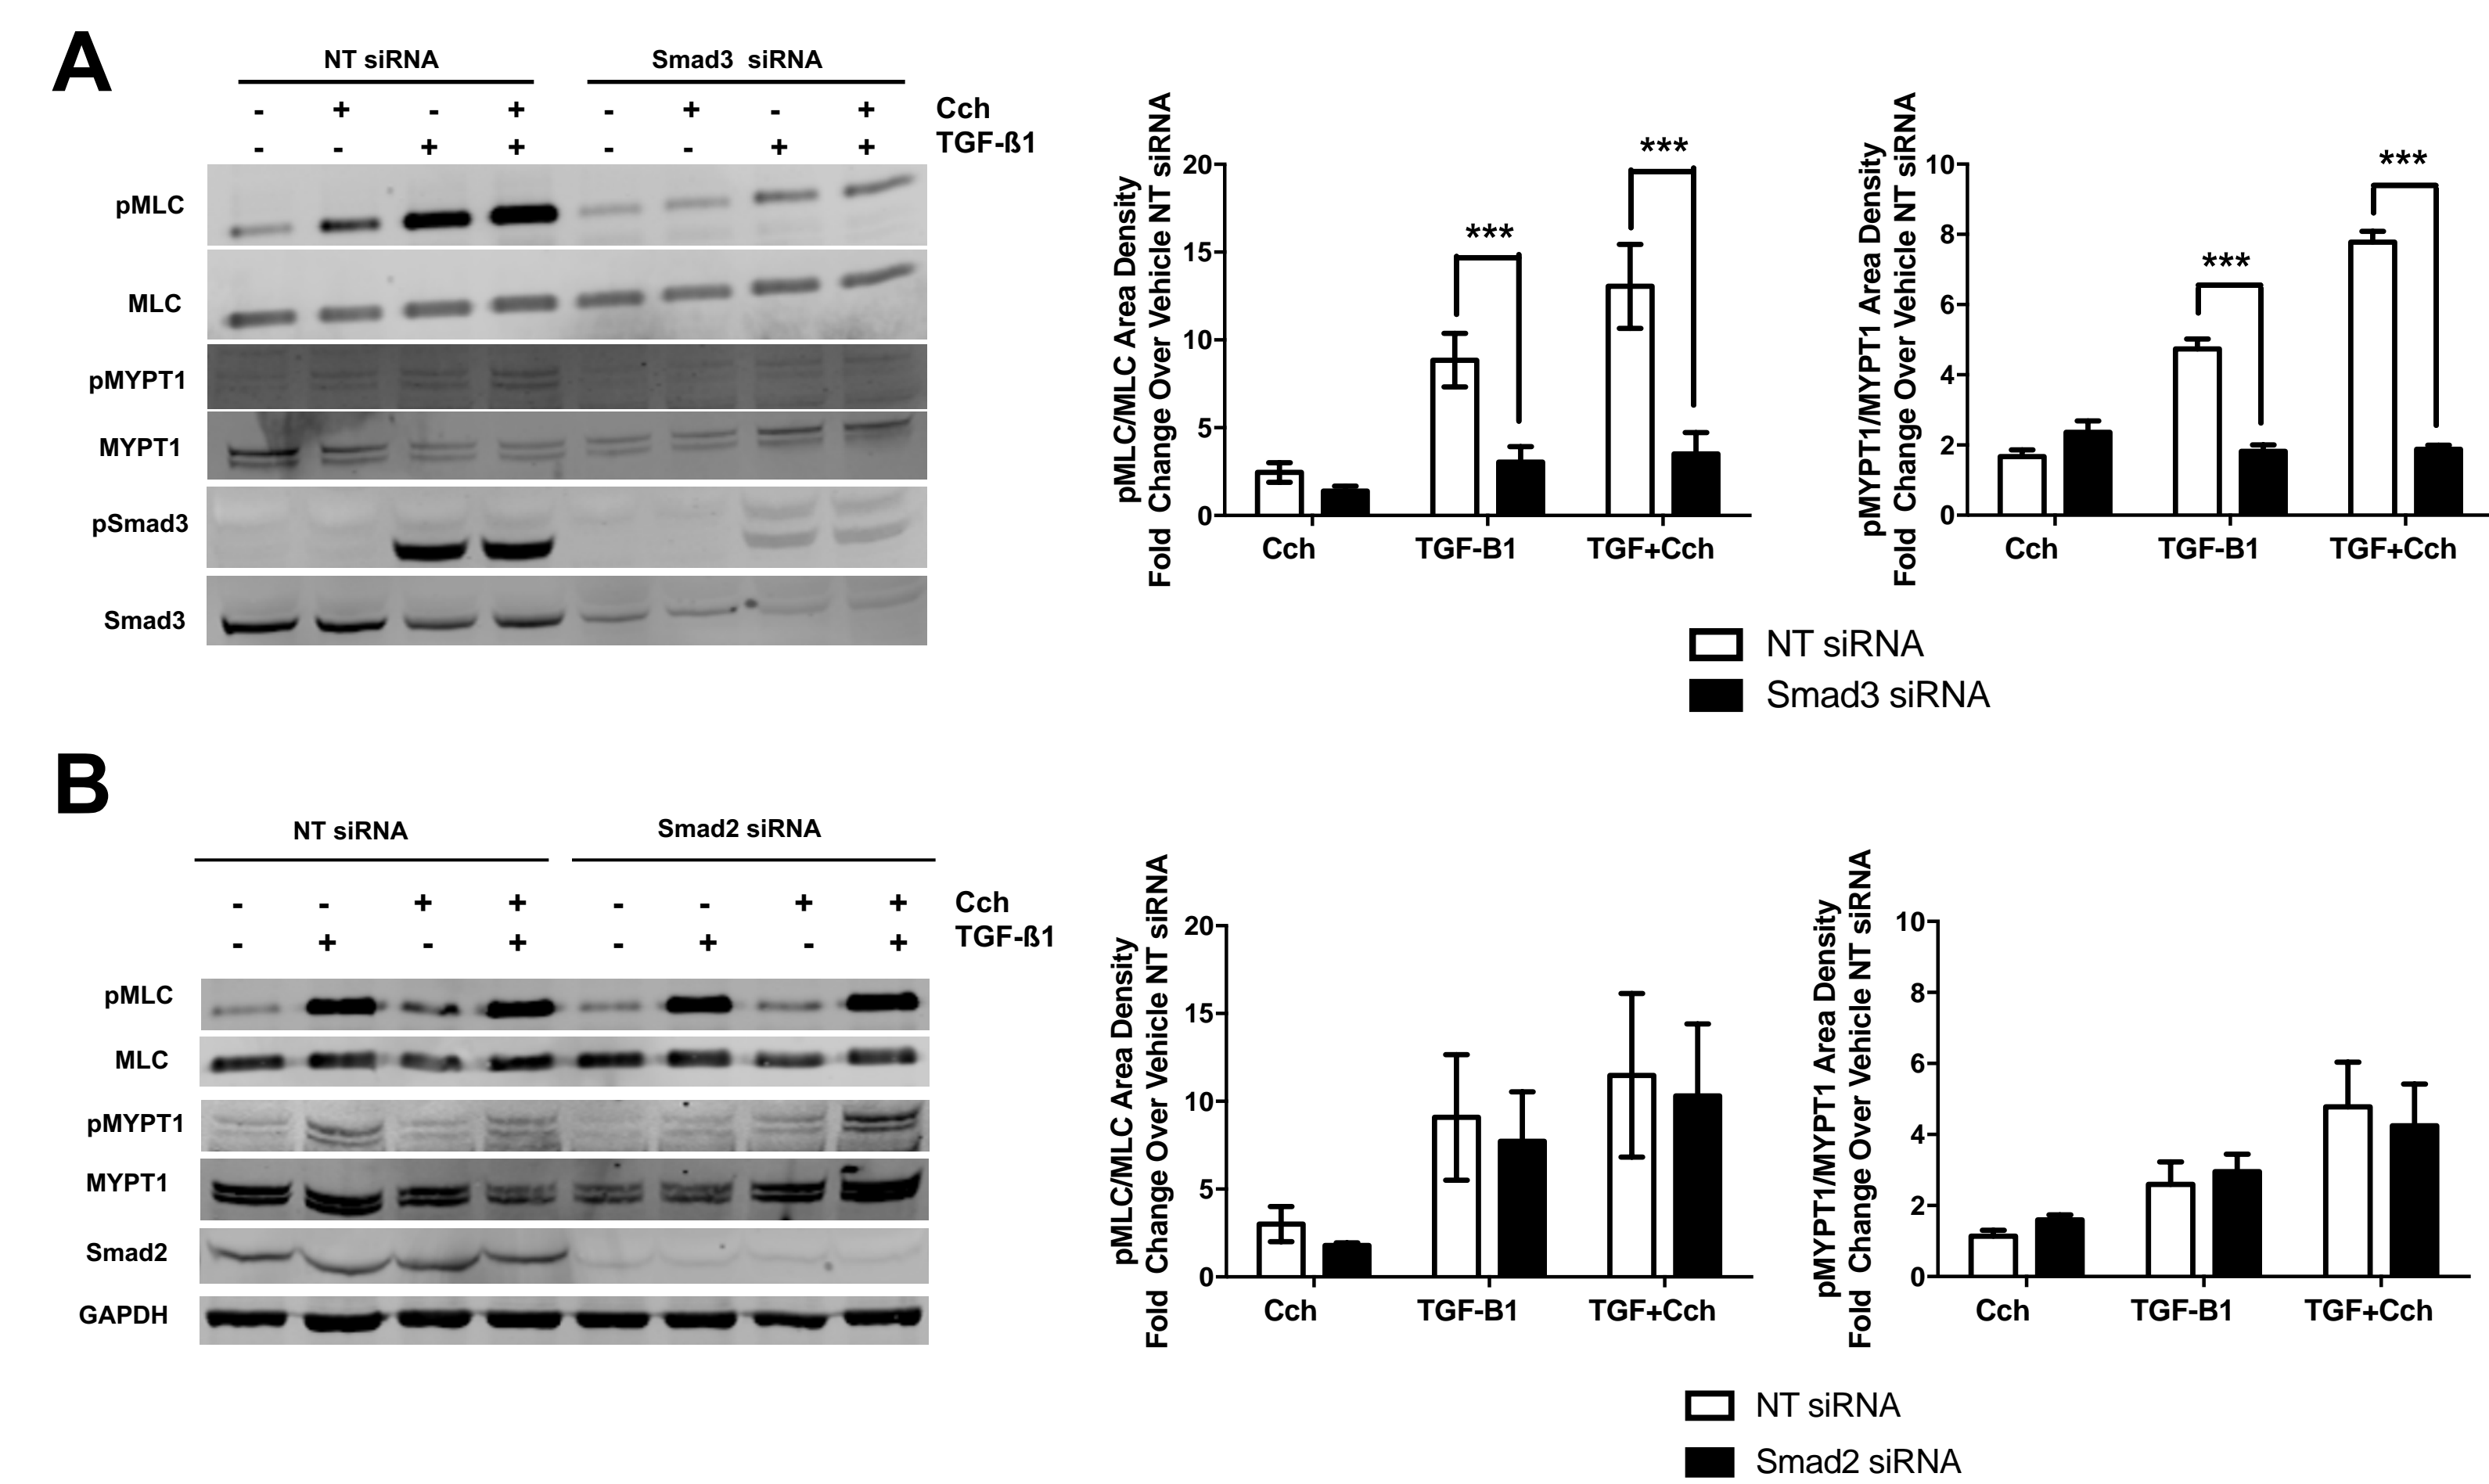 A
NT siRNA
Smad3 siRNA
- + - + - + - + Cch
- - + + - - + + TGF-ß1
pMLC
MLC
pMYPT1
MYPT1
pSmad3
Smad3
pMLC/MLC Area Density
Fold Change Over Vehicle NT siRNA
20
15
10
5
0
***
***
Cch
TGF-B1
TGF+Cch
pMYPT1/MYPT1 Area Density
Fold Change Over Vehicle NT siRNA
10
8
6
4
2
0
***
***
Cch
TGF-B1
TGF+Cch
NT siRNA
Smad3 siRNA
B
NT siRNA
Smad2 siRNA
- - + + - - + + Cch
- + - + - + - + TGF-ß1
pMLC
MLC
pMYPT1
MYPT1
Smad2
GAPDH
pMLC/MLC Area Density
Fold Change Over Vehicle NT siRNA
20
15
10
5
0
Cch
TGF-B1
TGF+Cch
pMYPT1/MYPT1 Area Density
Fold Change Over Vehicle NT siRNA
10
8
6
4
2
0
Cch
TGF-B1
TGF+Cch
NT siRNA
Smad2 siRNA